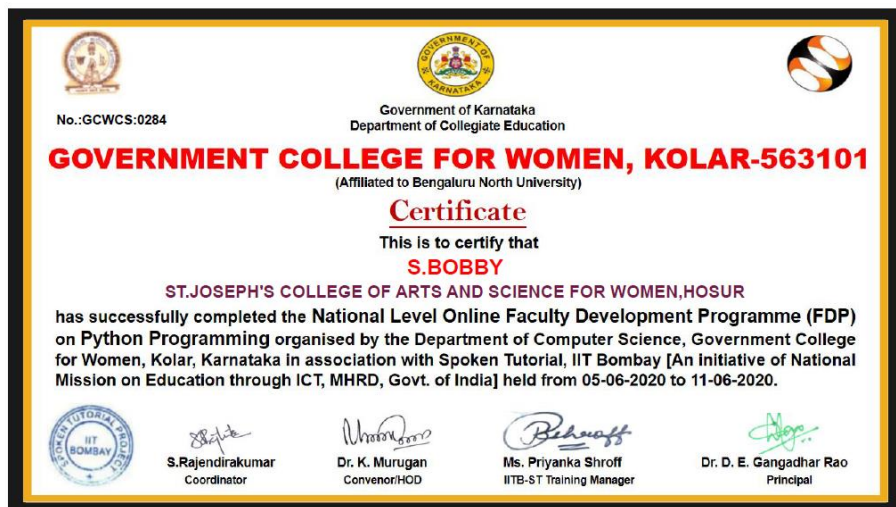 GOVERNMENT OF
KARNATAKA
No.:GCWCS:0284
Government of Karnataka
Department of Collegiate Education
GOVERNMENT COLLEGE FOR WOMEN, KOLAR-563101
(Affiliated to Bengaluru North University)
Certificate
This is to certify that
S.BOBBY
ST.JOSEPH'S COLLEGE OF ARTS AND SCIENCE FOR WOMEN,HOSUR
has successfully completed the National Level Online Faculty Development Programme (FDP)
on Python Programming organised by the Department of Computer Science, Government College
for Women, Kolar, Karnataka in association with Spoken Tutorial, IIT Bombay [An initiative of National
Mission on Education through ICT, MHRD, Govt. of India] held from 05-06-2020 to 11-06-2020.
SPOKEN TUTORIAL PROJECT
IIT
BOMBAY
S.Rajendirakumar
Coordinator
Dr. K. Murugan
Convenor/HOD
Ms. Priyanka Shroff
IITB-ST Training Manager
Dr. D. E. Gangadhar Rao
Principal